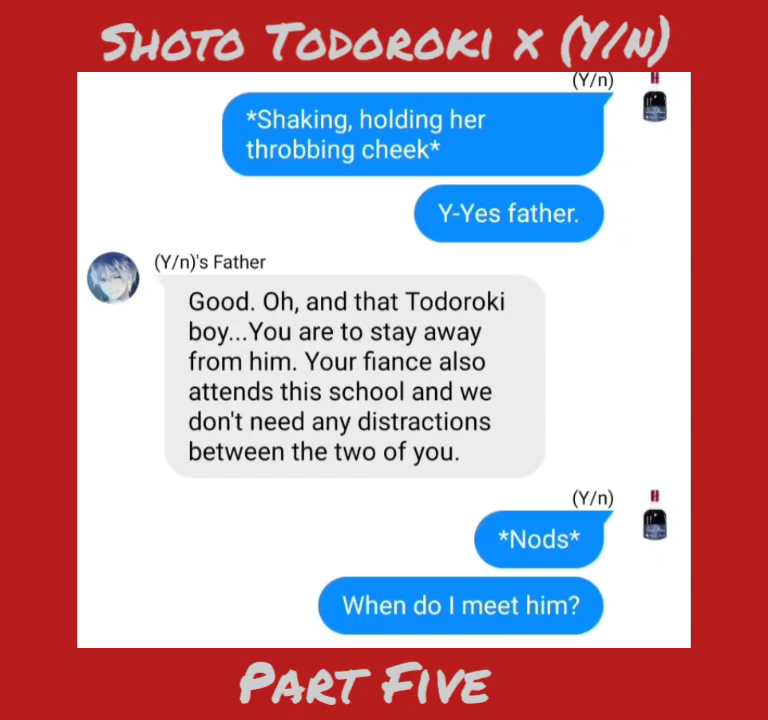 Shoto Todoroki x (Y/n)
(Y/n)
*Shaking, holding her
throbbing cheek*
Y-Yes father.
(Y/n)'s Father
Good. Oh, and that Todoroki
boy...You are to stay away
from him. Your fiance also
attends this school and we
don't need any distractions
between the two of you.
(Y/n)
*Nods*
When do I meet him?
Part Five